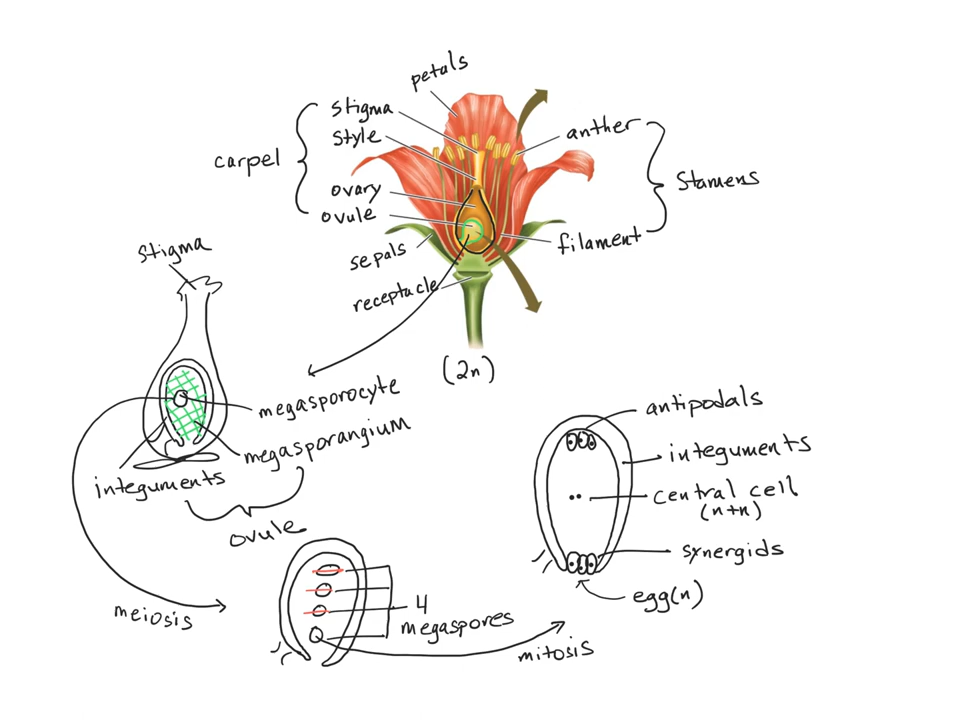 petals
stigma
style
carpel
ovary
ovule
anther
Stamens
filament
sepals
receptacle
(2n)
Stigma
megasporocyte
megasporangium
integuments
ovule
meiosis
4
megaspores
mitosis
antipodals
integuments
central cell
(n+n)
synergids
egg(n)